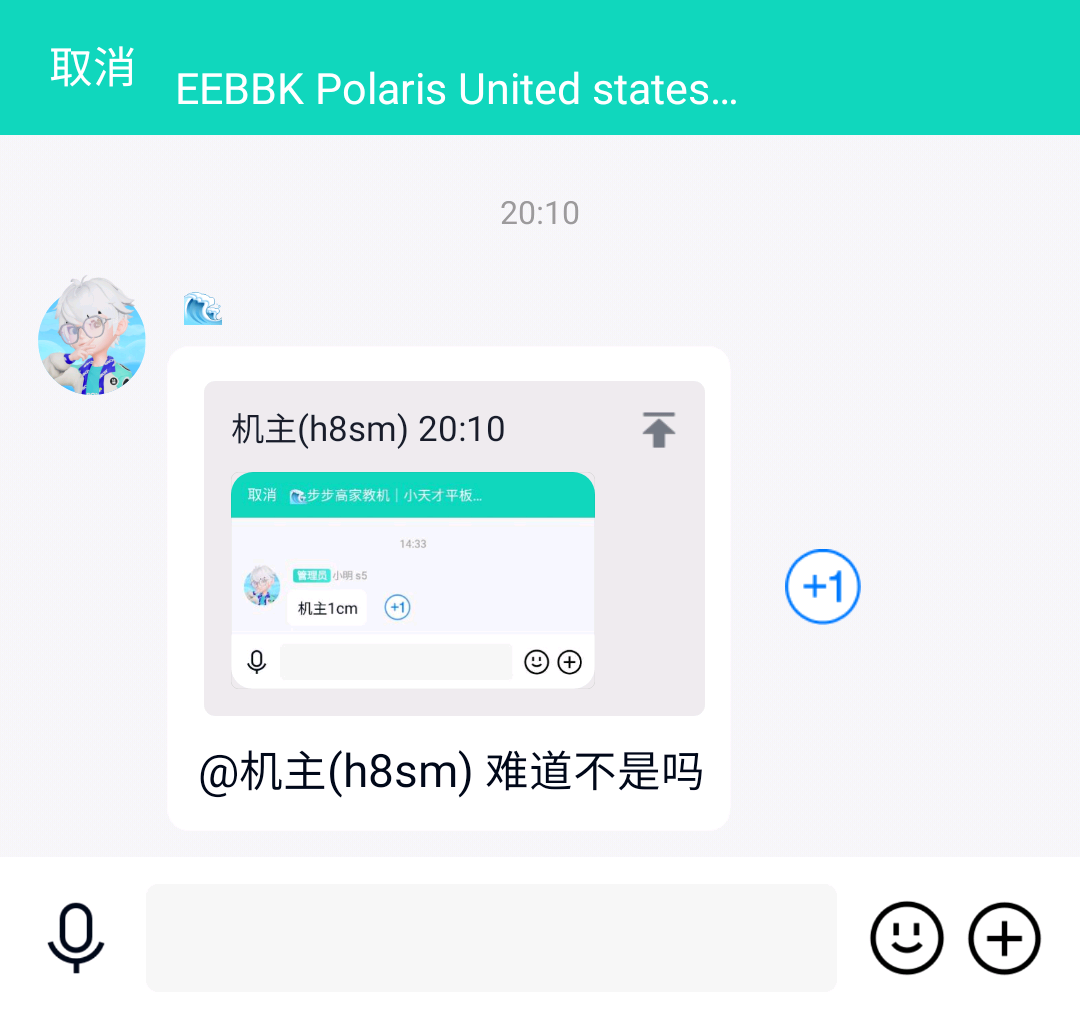 取消
EEBBK Polaris United states...
20:10
🌊
机主(h8sm) 20:10
取消 🌊步步高家教机｜小天才平板...
14:33
管理员 小明 s5
机主1cm
+1
+1
@机主(h8sm) 难道不是吗